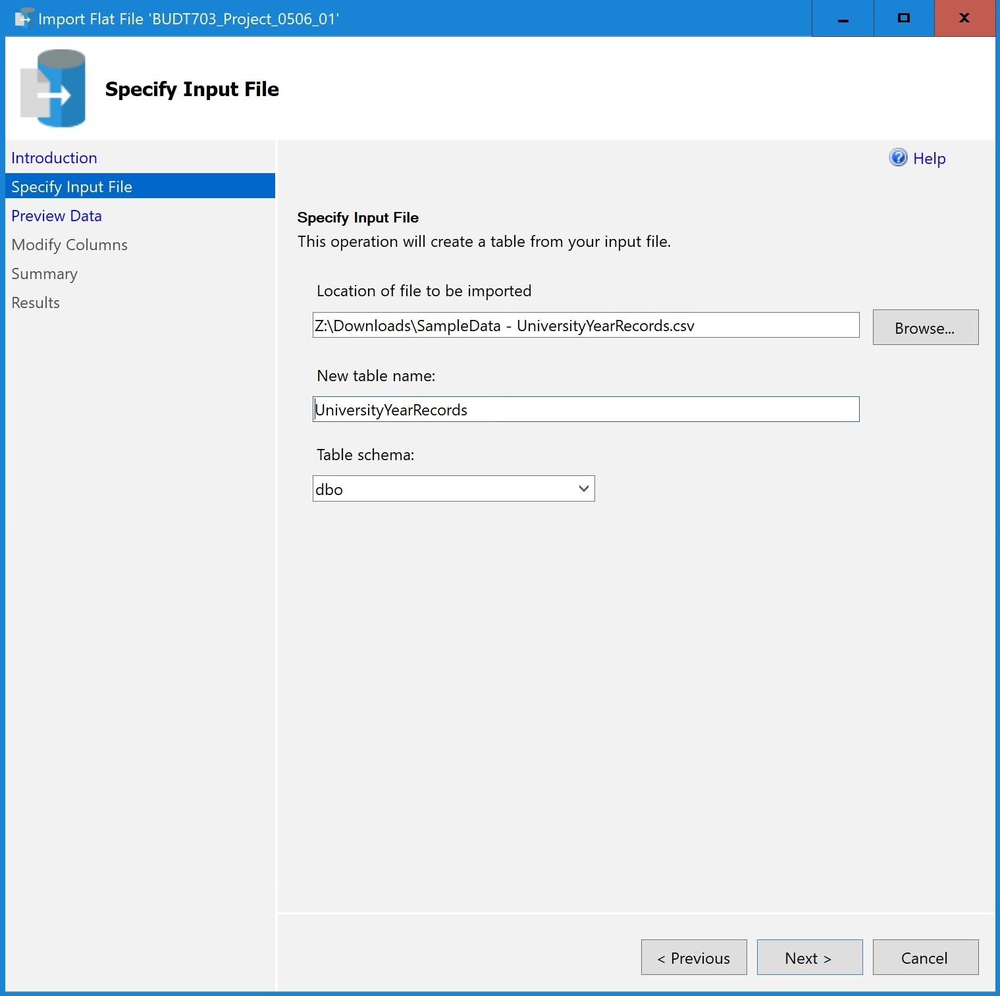 Import Flat File 'BUDT703_Project_0506_01'
Specify Input File
Introduction
Specify Input File
Preview Data
Modify Columns
Summary
Results
Help
Specify Input File
This operation will create a table from your input file.
Location of file to be imported
Z:\Downloads\SampleData - UniversityYearRecords.csv
Browse...
New table name:
UniversityYearRecords
Table schema:
dbo
< Previous
Next >
Cancel